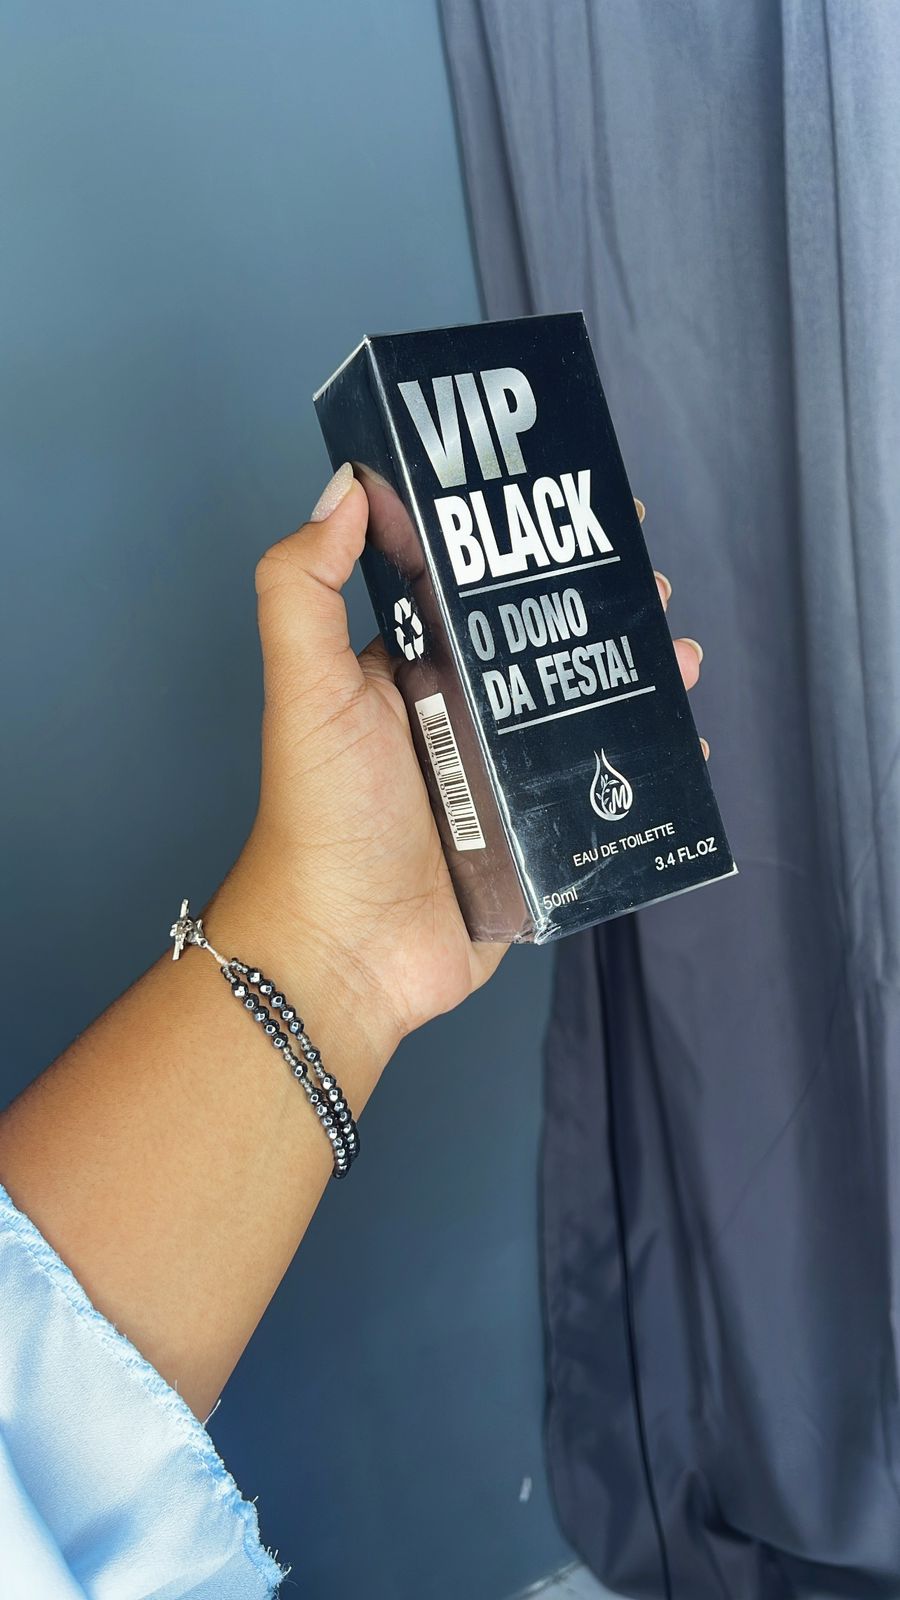 VIP
BLACK
O DONO
DA FESTA!
M
EAU DE TOILETTE
50ml 3.4 FL.OZ